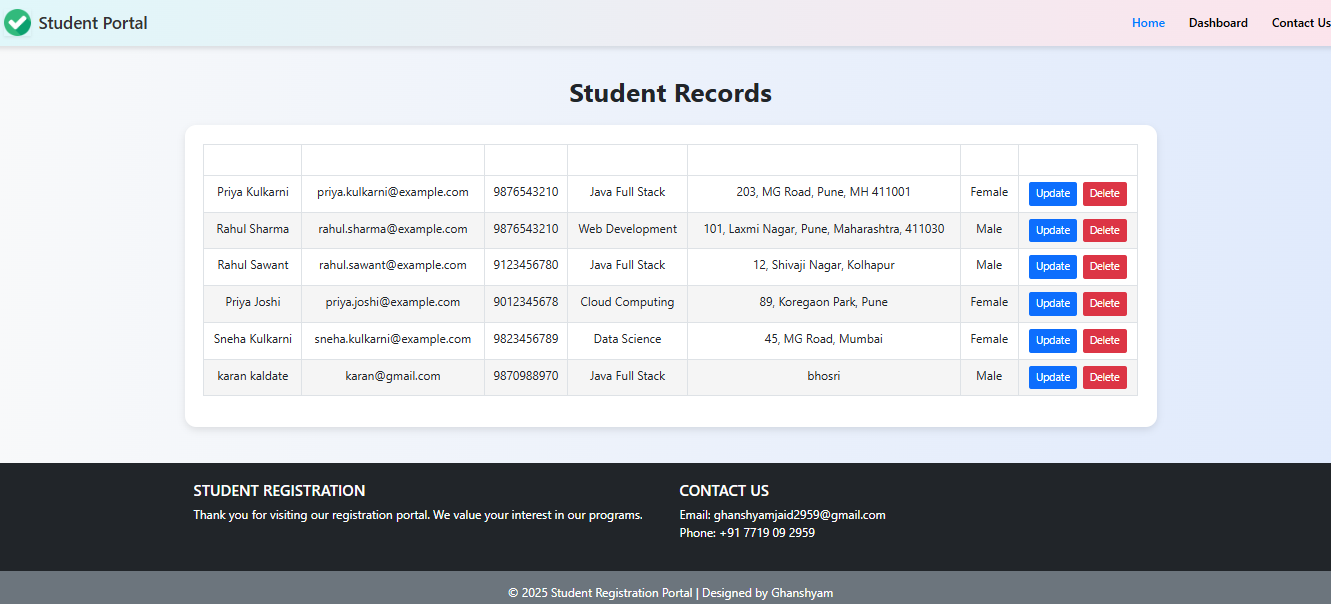 Student Portal Home Dashboard Contact Us
Student Records
Priya Kulkarni priya.kulkarni@example.com 9876543210 Java Full Stack 203, MG Road, Pune, MH 411001 Female Update Delete
Rahul Sharma rahul.sharma@example.com 9876543210 Web Development 101, Laxmi Nagar, Pune, Maharashtra, 411030 Male Update Delete
Rahul Sawant rahul.sawant@example.com 9123456780 Java Full Stack 12, Shivaji Nagar, Kolhapur Male Update Delete
Priya Joshi priya.joshi@example.com 9012345678 Cloud Computing 89, Koregaon Park, Pune Female Update Delete
Sneha Kulkarni sneha.kulkarni@example.com 9823456789 Data Science 45, MG Road, Mumbai Female Update Delete
karan kaldate karan@gmail.com 9870988970 Java Full Stack bhosri Male Update Delete
STUDENT REGISTRATION CONTACT US
Thank you for visiting our registration portal. We value your interest in our programs. Email: ghanshyamjaid2959@gmail.com
Phone: +91 7719 09 2959
© 2025 Student Registration Portal | Designed by Ghanshyam